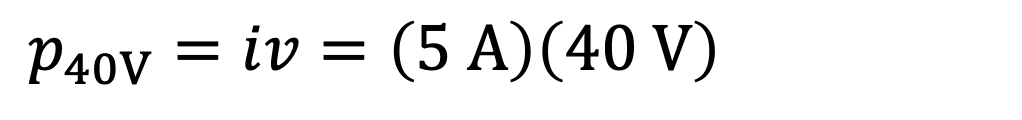 p₄₀V = iv = (5 A)(40 V)